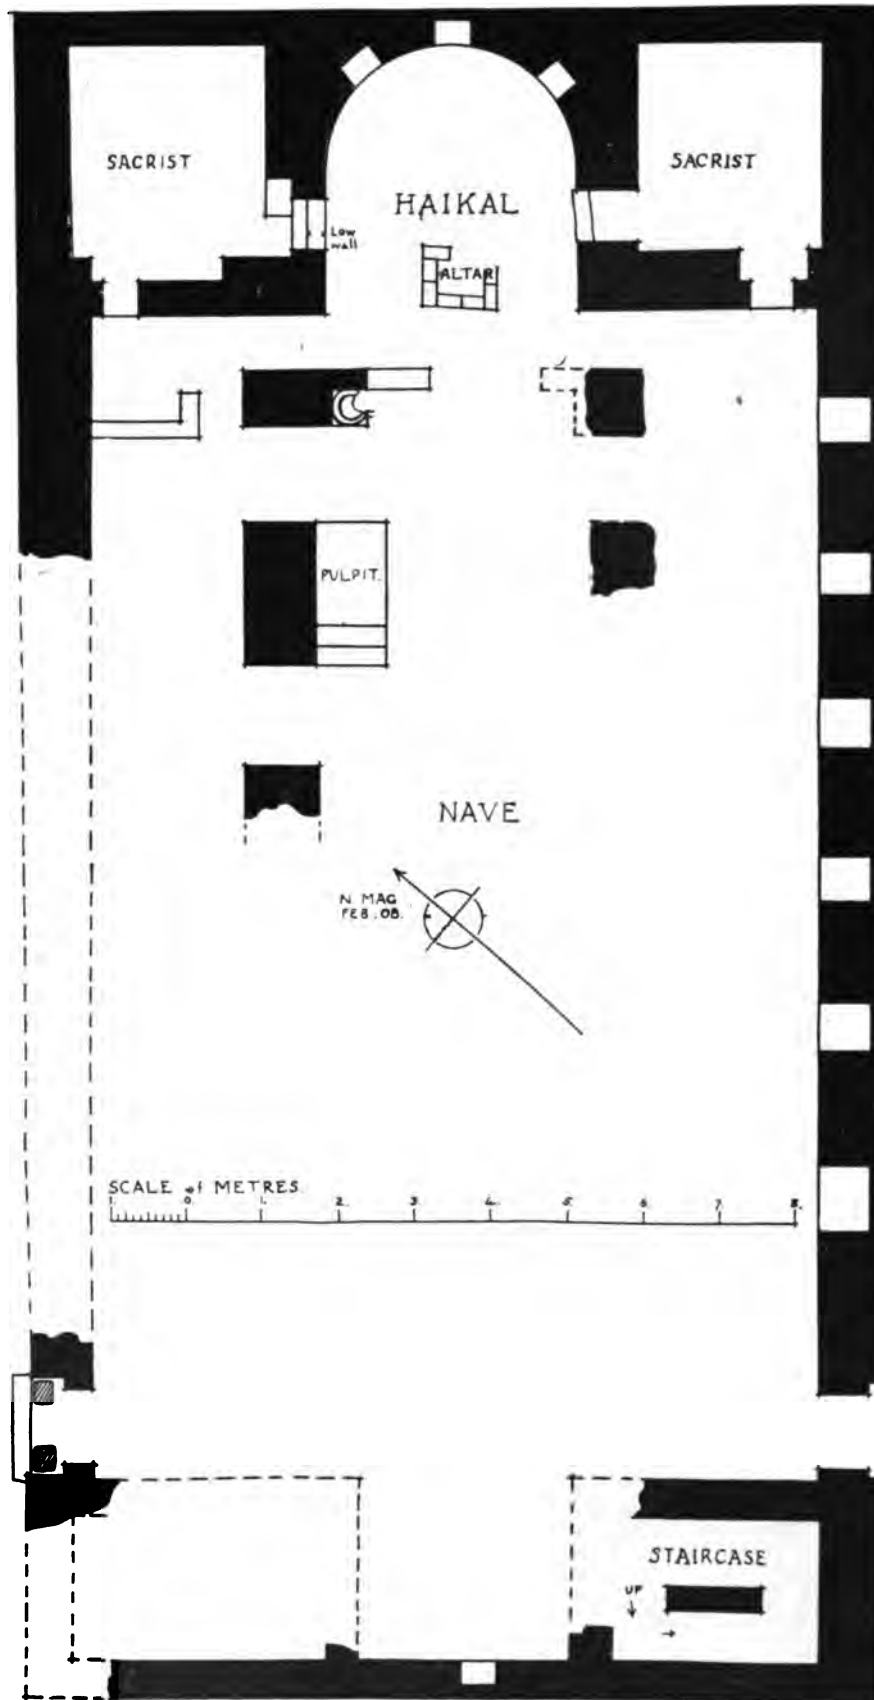 SACRIST
SACRIST
HAIKAL
Low
wall
ALTAR
PULPIT.
NAVE
N. MAG
FEB. 08.
SCALE of METRES.
1. 0. 1. 2. 3. 4. 5. 6. 7. 8.
STAIRCASE
UP